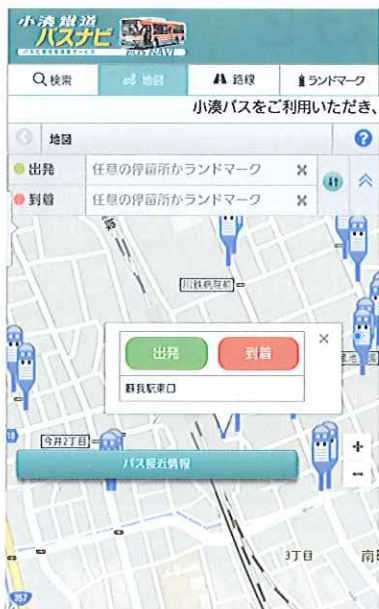 小湊鐵道
バスナビ
BUS NAVI
検索
地図
路線
ランドマーク
小湊バスをご利用いただき、
地図
?
出発
任意の停留所かランドマーク
到着
任意の停留所かランドマーク
川鉄病院前
出発
到着
蘇我駅東口
今井2丁目
バス接近情報
+
-
3丁目
357